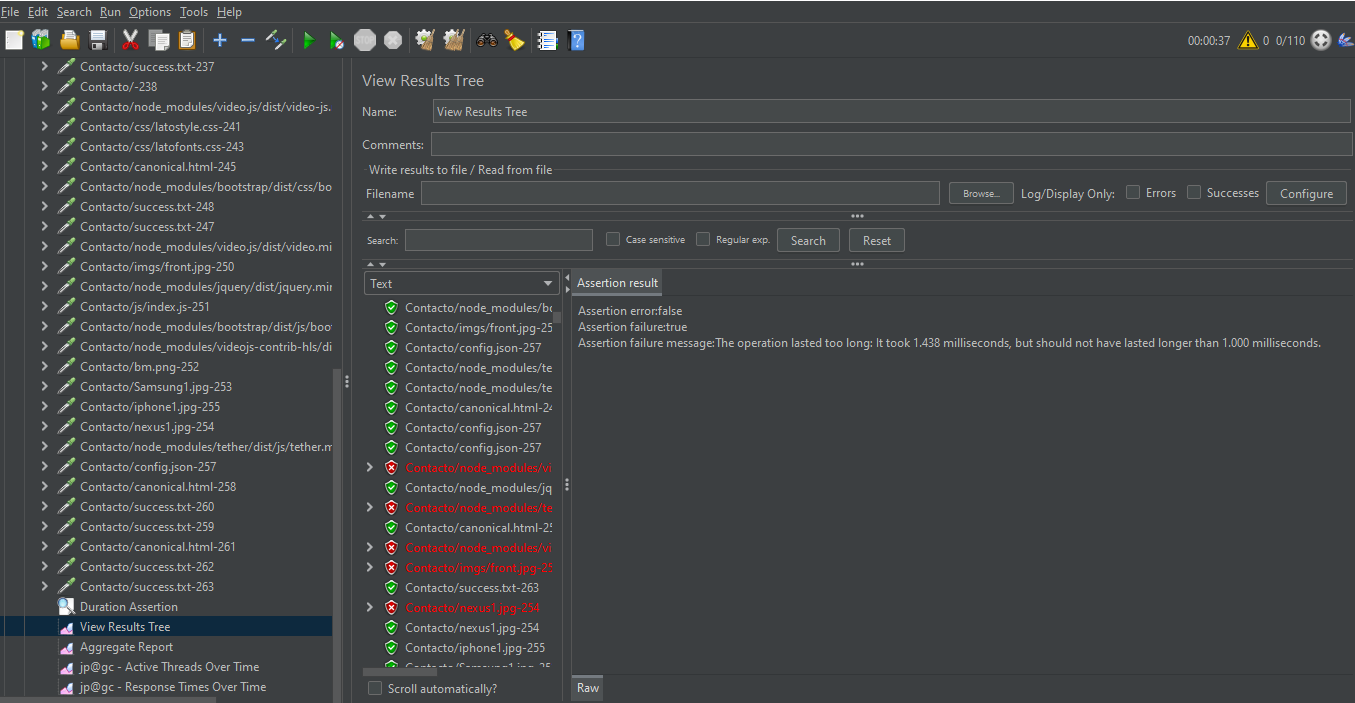 File Edit Search Run Options Tools Help
00:00:37 0 0/110
Contacto/success.txt-237
Contacto/-238
Contacto/node_modules/video.js/dist/video-js.
Contacto/css/latostyle.css-241
Contacto/css/latofonts.css-243
Contacto/canonical.html-245
Contacto/node_modules/bootstrap/dist/css/bo
Contacto/success.txt-248
Contacto/success.txt-247
Contacto/node_modules/video.js/dist/video.mi
Contacto/imgs/front.jpg-250
Contacto/node_modules/jquery/dist/jquery.mir
Contacto/js/index.js-251
Contacto/node_modules/bootstrap/dist/js/boo
Contacto/node_modules/videojs-contrib-hls/di
Contacto/bm.png-252
Contacto/Samsung1.jpg-253
Contacto/iphone1.jpg-255
Contacto/nexus1.jpg-254
Contacto/node_modules/tether/dist/js/tether.m
Contacto/config.json-257
Contacto/canonical.html-258
Contacto/success.txt-260
Contacto/success.txt-259
Contacto/canonical.html-261
Contacto/success.txt-262
Contacto/success.txt-263
Duration Assertion
View Results Tree
Aggregate Report
jp@gc - Active Threads Over Time
jp@gc - Response Times Over Time
View Results Tree
Name: View Results Tree
Comments:
Write results to file / Read from file
Filename Browse... Log/Display Only: Errors Successes Configure
Search: Case sensitive Regular exp. Search Reset
Text
Contacto/node_modules/bo
Contacto/imgs/front.jpg-25
Contacto/config.json-257
Contacto/node_modules/te
Contacto/node_modules/te
Contacto/canonical.html-24
Contacto/config.json-257
Contacto/config.json-257
Contacto/node_modules/vi
Contacto/node_modules/jq
Contacto/node_modules/te
Contacto/canonical.html-25
Contacto/node_modules/vi
Contacto/imgs/front.jpg-25
Contacto/success.txt-263
Contacto/nexus1.jpg-254
Contacto/nexus1.jpg-254
Contacto/iphone1.jpg-255
Contacto/Samsung1.jpg-25
Scroll automatically?
Assertion result
Assertion error:false
Assertion failure:true
Assertion failure message:The operation lasted too long: It took 1.438 milliseconds, but should not have lasted longer than 1.000 milliseconds.
Raw